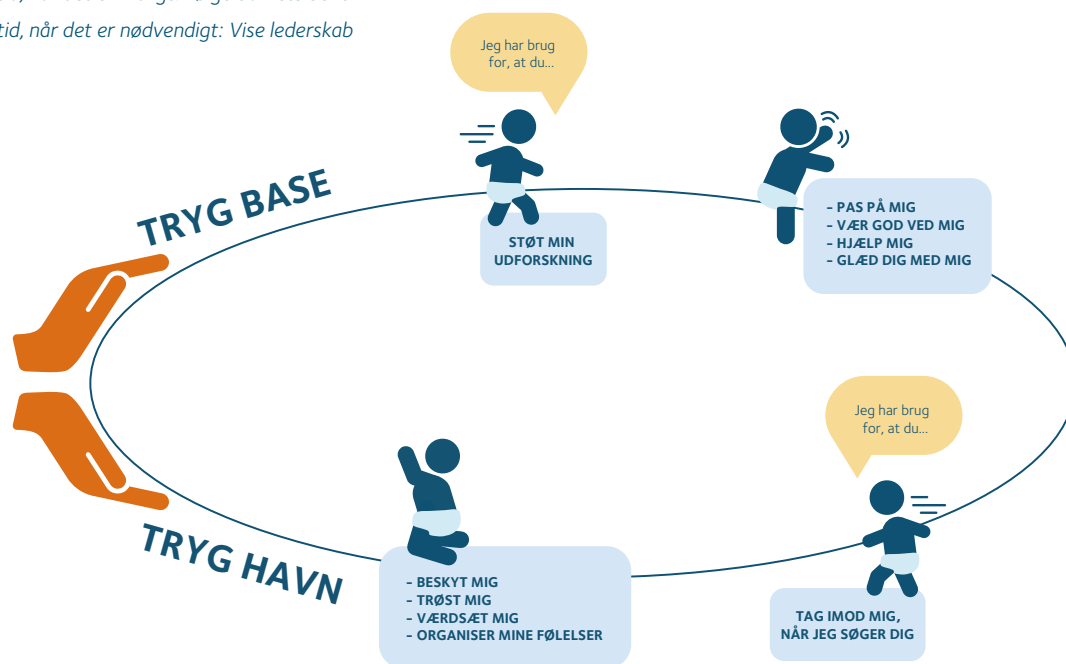 tid, når det er nødvendigt: Vise lederskab
Jeg har brug
for, at du...
TRYG BASE
STØT MIN
UDFORSKNING
– PAS PÅ MIG
– VÆR GOD VED MIG
– HJÆLP MIG
– GLÆD DIG MED MIG
Jeg har brug
for, at du...
TAG IMOD MIG,
NÅR JEG SØGER DIG
TRYG HAVN
– BESKYT MIG
– TRØST MIG
– VÆRDSÆT MIG
– ORGANISER MINE FØLELSER